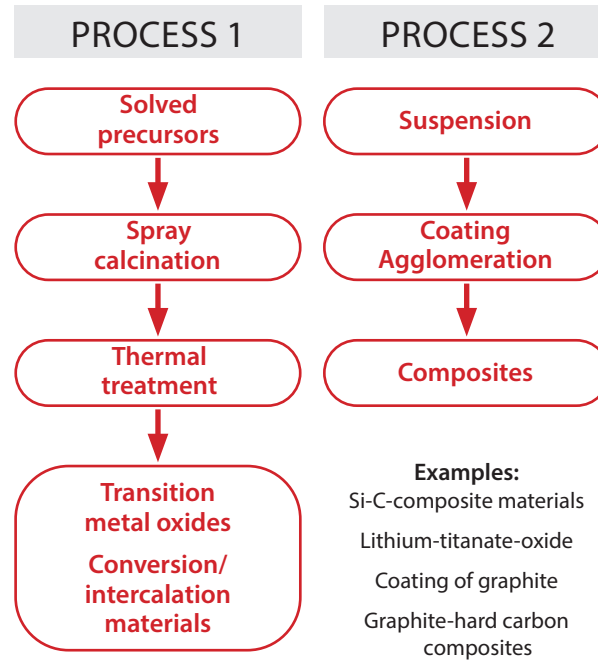 PROCESS 1
Solved
precursors
Spray
calcination
Thermal
treatment
Transition
metal oxides
Conversion/
intercalation
materials
PROCESS 2
Suspension
Coating
Agglomeration
Composites
Examples:
Si-C-composite materials
Lithium-titanate-oxide
Coating of graphite
Graphite-hard carbon
composites